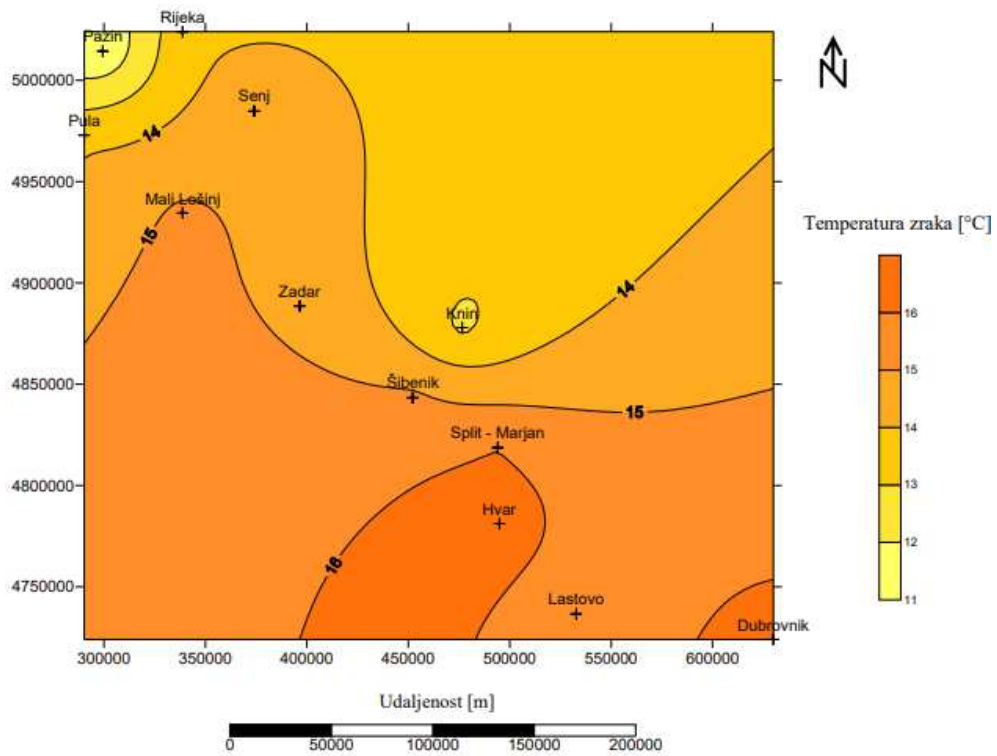 Rijeka
Pazin
N
5000000
Senj
Pula
14
4950000
Mali Lošinj
Temperatura zraka [°C]
15
4900000
Zadar
14
Knin
16
4850000
Šibenik
15
15
Split - Marjan
14
4800000
Hvar
13
16
12
4750000
Lastovo
11
Dubrovnik
300000 350000 400000 450000 500000 550000 600000
Udaljenost [m]
0 50000 100000 150000 200000